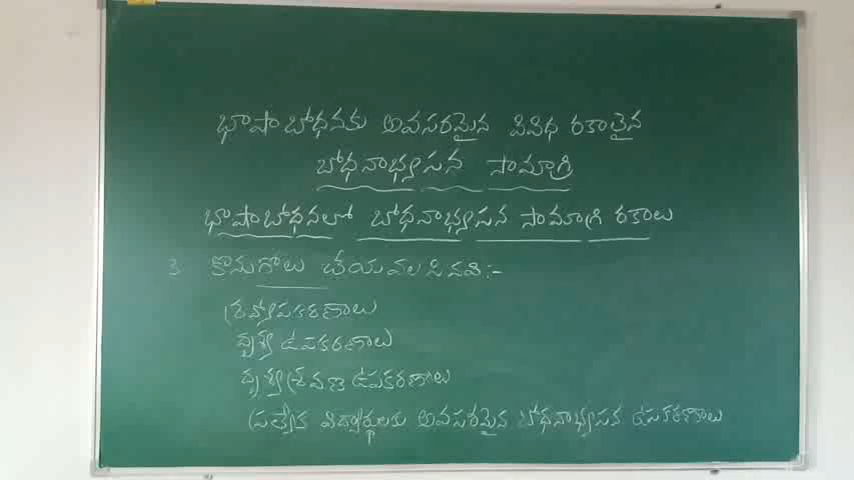 భాషా బోధనకు అవసరమైన వివిధ రకాలైన
బోధనాభ్యసన సామాగ్రి
భాషా బోధనలో బోధనాభ్యసన సామాగ్రి రకాలు
3 కొనుగోలు చేయవలసినవి :-
శ్రవ్యోపకరణాలు
దృశ్య ఉపకరణాలు
దృశ్య శ్రవణ ఉపకరణాలు
ప్రత్యేక విద్యార్థులకు అవసరమైన బోధనాభ్యసన ఉపకరణాలు